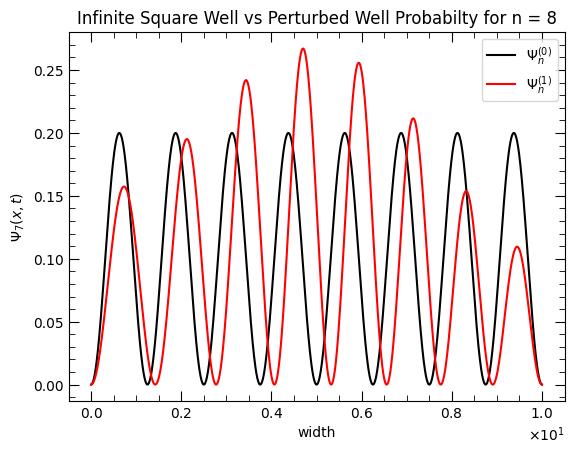 Infinite Square Well vs Perturbed Well Probabilty for n = 8
Ψₙ⁽⁰⁾
Ψₙ⁽¹⁾
Ψ₇(x, t)
0.25
0.20
0.15
0.10
0.05
0.00
0.0 0.2 0.4 0.6 0.8 1.0
×10¹
width